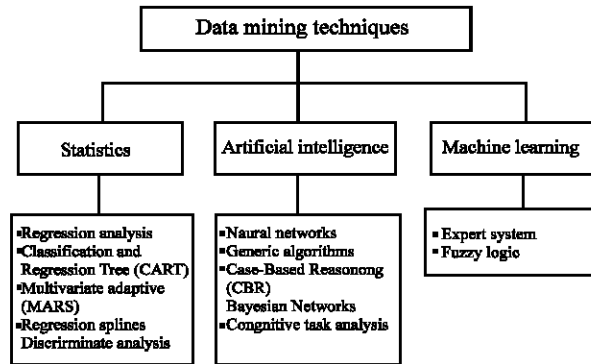 Data mining techniques
Statistics
Artificial intelligence
Machine learning
▪Regression analysis
▪Classification and
Regression Tree (CART)
▪Multivariate adaptive
(MARS)
▪Regression splines
Discrirminate analysis
▪Naural networks
▪Generic algorithms
▪Case-Based Reasonong
(CBR)
Bayesian Networks
▪Congnitive task analysis
▪Expert system
▪Fuzzy logic